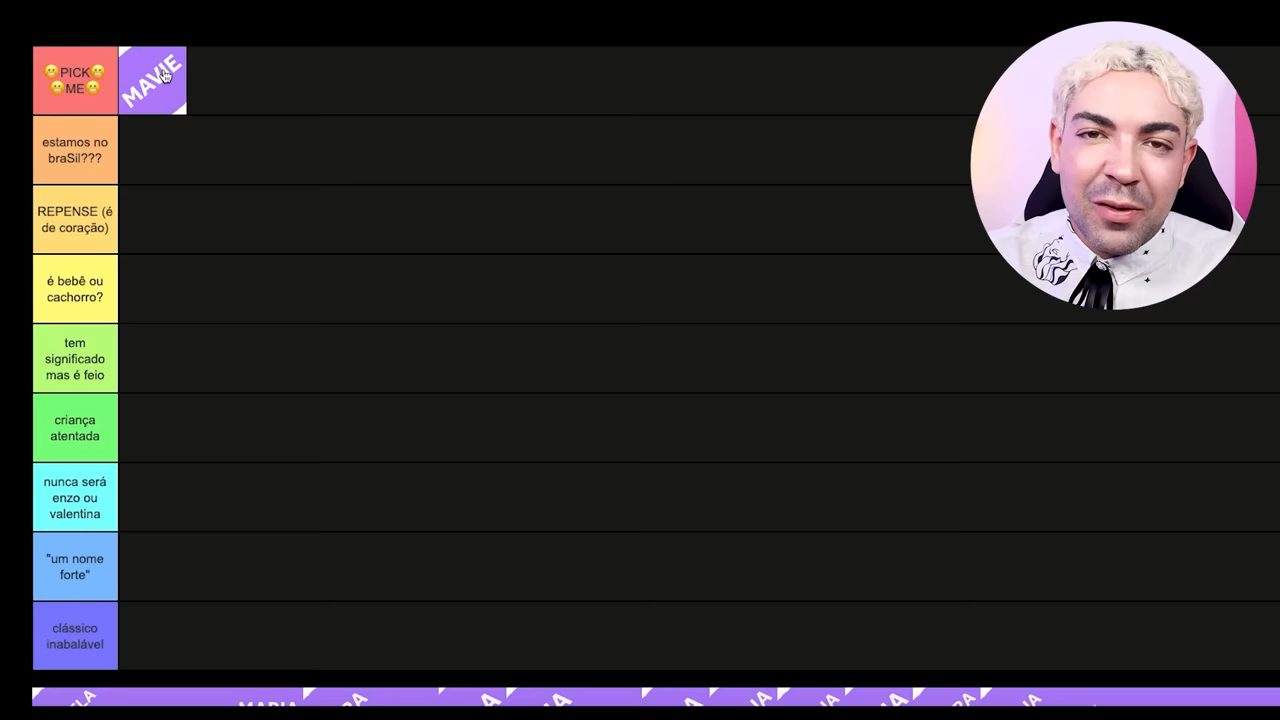 😬PICK😬
😬ME😬
MAVIE
estamos no
braSil???
REPENSE (é
de coração)
é bebê ou
cachorro?
tem
significado
mas é feio
criança
atentada
nunca será
enzo ou
valentina
"um nome
forte"
clássico
inabalável